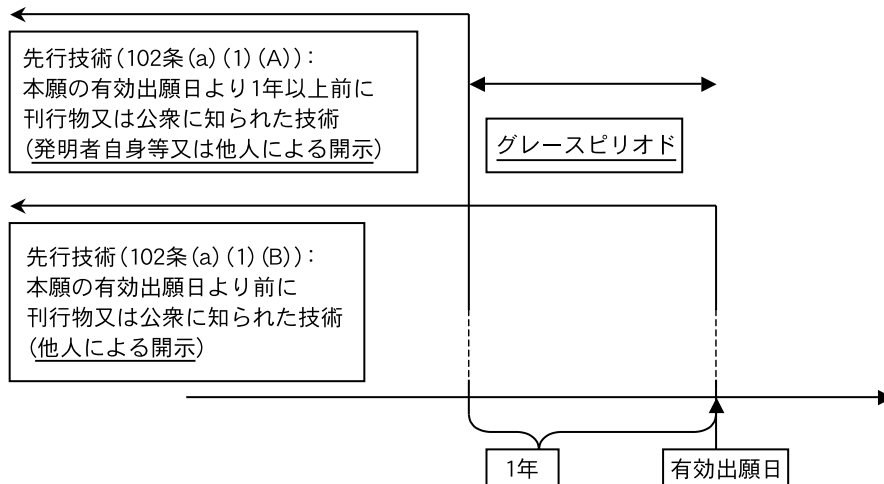 先行技術(102条(a)(1)(A)):
本願の有効出願日より1年以上前に
刊行物又は公衆に知られた技術
(発明者自身等又は他人による開示)
グレースピリオド
先行技術(102条(a)(1)(B)):
本願の有効出願日より前に
刊行物又は公衆に知られた技術
(他人による開示)
1年
有効出願日